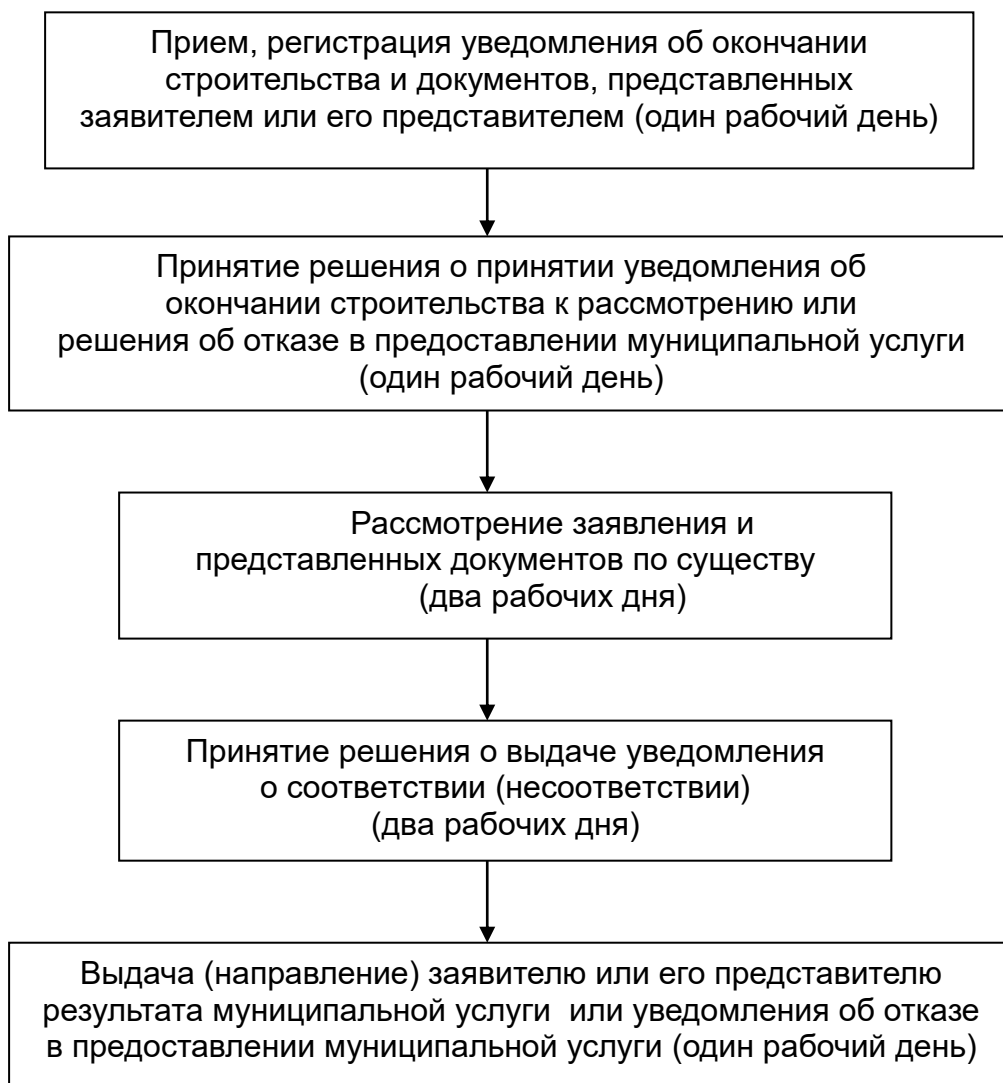 Прием, регистрация уведомления об окончании
строительства и документов, представленных
заявителем или его представителем (один рабочий день)
Принятие решения о принятии уведомления об
окончании строительства к рассмотрению или
решения об отказе в предоставлении муниципальной услуги
(один рабочий день)
Рассмотрение заявления и
представленных документов по существу
(два рабочих дня)
Принятие решения о выдаче уведомления
о соответствии (несоответствии)
(два рабочих дня)
Выдача (направление) заявителю или его представителю
результата муниципальной услуги  или уведомления об отказе
в предоставлении муниципальной услуги (один рабочий день)